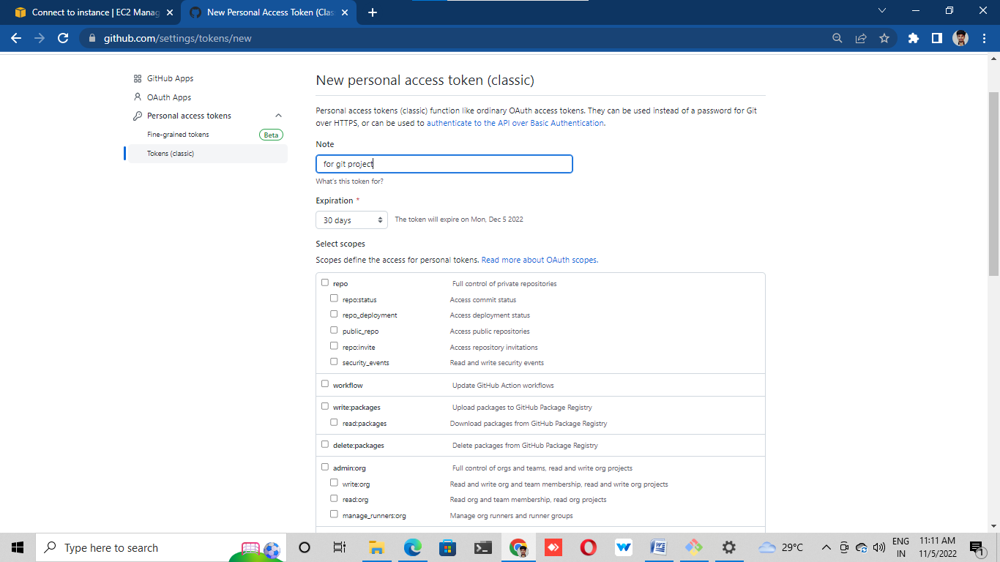 Connect to instance | EC2 Manag
New Personal Access Token (Clas
github.com/settings/tokens/new
GitHub Apps
OAuth Apps
Personal access tokens
Fine-grained tokens Beta
Tokens (classic)
New personal access token (classic)
Personal access tokens (classic) function like ordinary OAuth access tokens. They can be used instead of a password for Git
over HTTPS, or can be used to authenticate to the API over Basic Authentication.
Note
for git project
What's this token for?
Expiration *
30 days The token will expire on Mon, Dec 5 2022
Select scopes
Scopes define the access for personal tokens. Read more about OAuth scopes.
repo Full control of private repositories
repo:status Access commit status
repo_deployment Access deployment status
public_repo Access public repositories
repo:invite Access repository invitations
security_events Read and write security events
workflow Update GitHub Action workflows
write:packages Upload packages to GitHub Package Registry
read:packages Download packages from GitHub Package Registry
delete:packages Delete packages from GitHub Package Registry
admin:org Full control of orgs and teams, read and write org projects
write:org Read and write org and team membership, read and write org projects
read:org Read org and team membership, read org projects
manage_runners:org Manage org runners and runner groups
Type here to search
29°C
ENG
IN
11:11 AM
11/5/2022
1